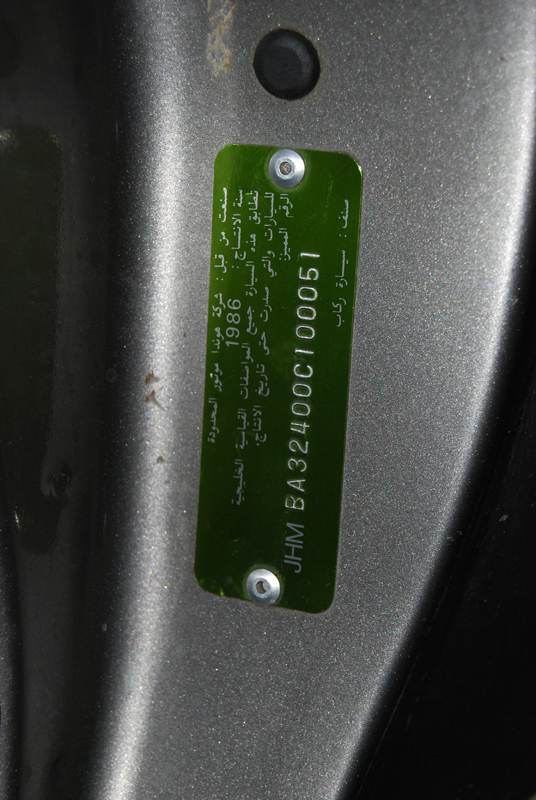 صنعت من قبل : شركة هوندا موتور المحدودة
سنة الانتاج : 1986
تطابق هذه السيارة جميع المواصفات القياسية الخليجية
للسيارات والتي صدرت حتى تاريخ الانتاج.
الرقم المميز:
JHM BA32400C100051
صنف : سيارة ركاب